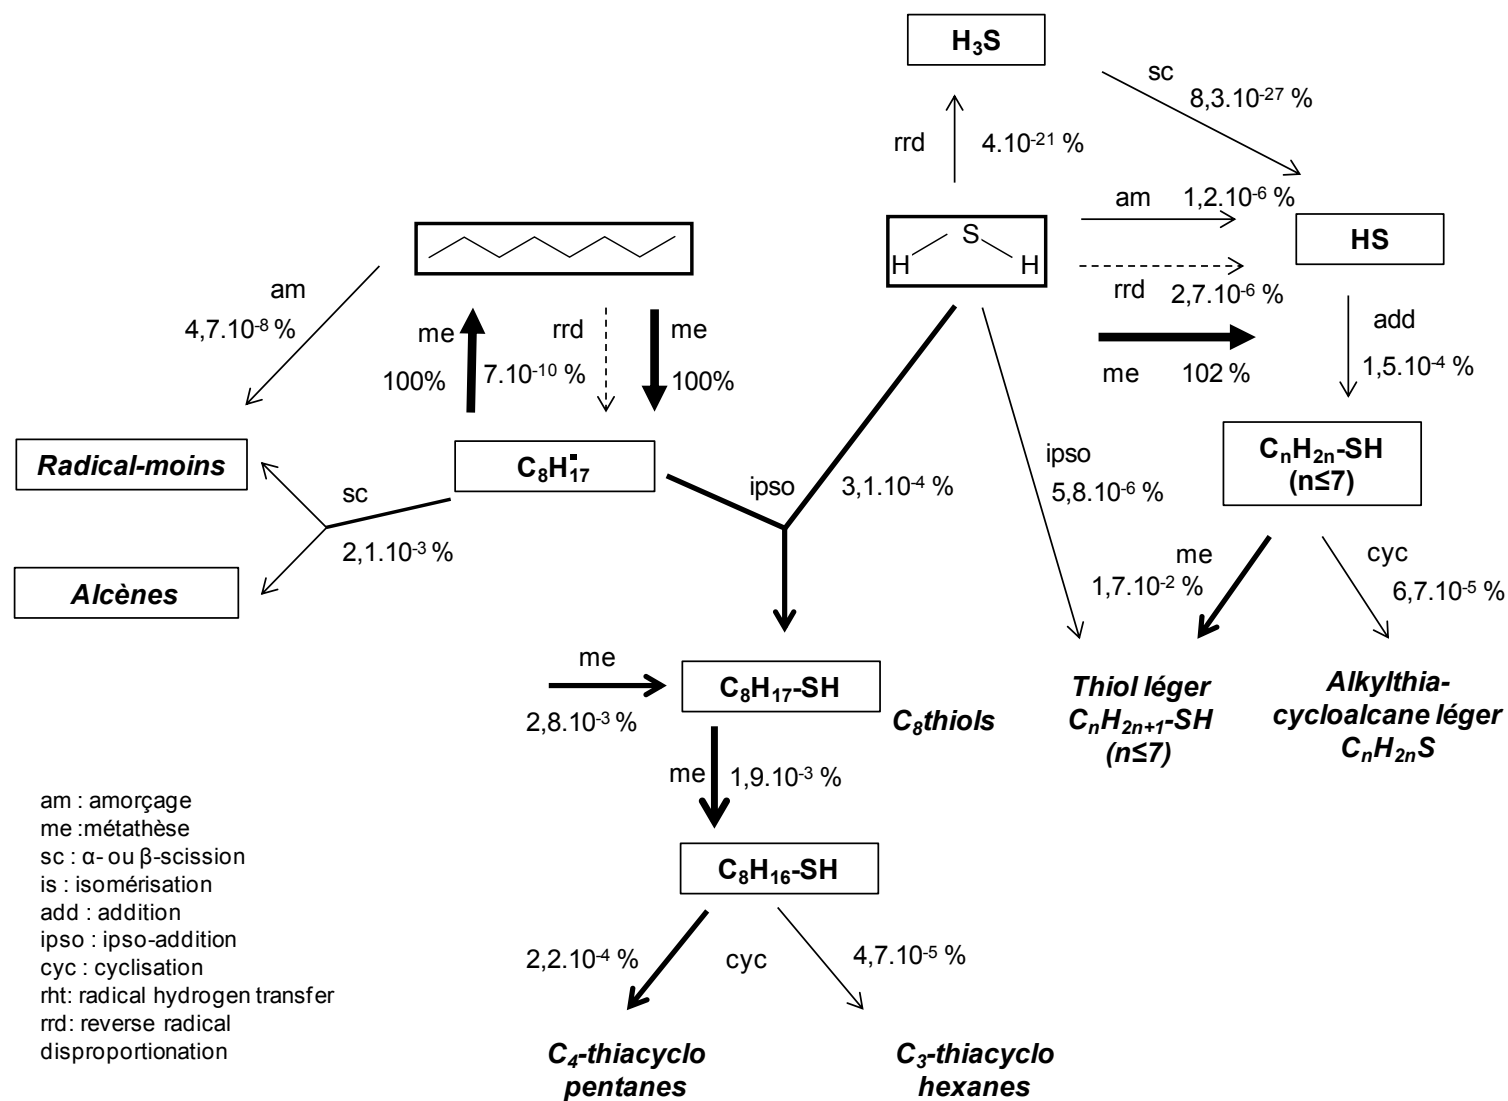 H₃S
sc
8,3.10⁻²⁷ %
rrd
4.10⁻²¹ %
am
1,2.10⁻⁶ %
S
H
H
HS
rrd
2,7.10⁻⁶ %
me
102 %
add
1,5.10⁻⁴ %
am
4,7.10⁻⁸ %
me
100%
rrd
7.10⁻¹⁰ %
me
100%
Radical-moins
C₈H▪₁₇
sc
2,1.10⁻³ %
Alcènes
ipso
3,1.10⁻⁴ %
ipso
5,8.10⁻⁶ %
CₙH₂ₙ-SH
(n≤7)
me
1,7.10⁻² %
cyc
6,7.10⁻⁵ %
me
2,8.10⁻³ %
C₈H₁₇-SH
C₈thiols
Thiol léger
CₙH₂ₙ₊₁-SH
(n≤7)
Alkylthia-
cycloalcane léger
CₙH₂ₙS
me
1,9.10⁻³ %
C₈H₁₆-SH
2,2.10⁻⁴ %
cyc
4,7.10⁻⁵ %
C₄-thiacyclo
pentanes
C₃-thiacyclo
hexanes
am : amorçage
me :métathèse
sc : α- ou β-scission
is : isomérisation
add : addition
ipso : ipso-addition
cyc : cyclisation
rht: radical hydrogen transfer
rrd: reverse radical
disproportionation